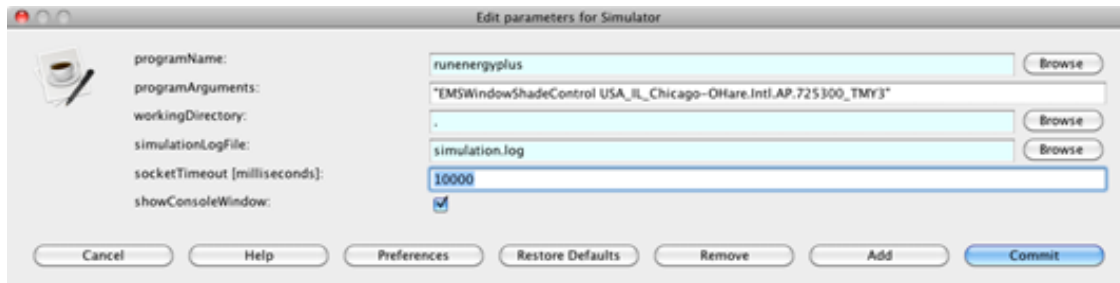 Edit parameters for Simulator
programName:
runenergyplus
Browse
programArguments:
"EMSWindowShadeControl USA_IL_Chicago-OHare.Intl.AP.725300_TMY3"
workingDirectory:
.
Browse
simulationLogFile:
simulation.log
Browse
socketTimeout [milliseconds]:
10000
showConsoleWindow:
Cancel Help Preferences Restore Defaults Remove Add Commit